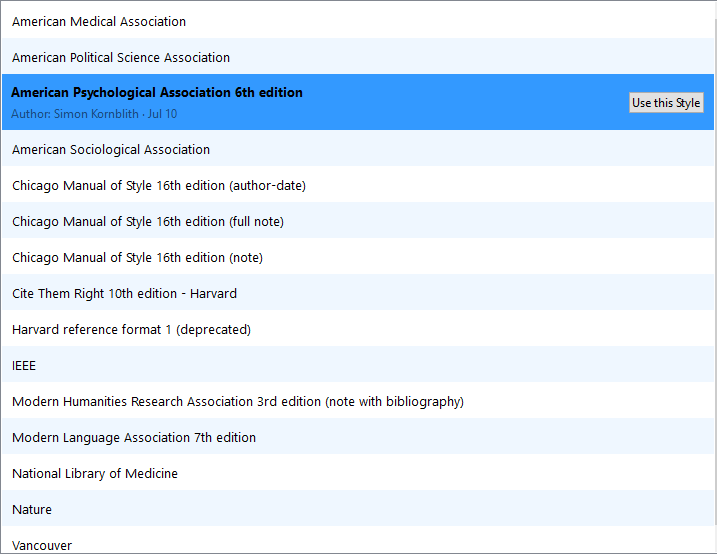 American Medical Association
American Political Science Association
American Psychological Association 6th edition
Author: Simon Kornblith · Jul 10
Use this Style
American Sociological Association
Chicago Manual of Style 16th edition (author-date)
Chicago Manual of Style 16th edition (full note)
Chicago Manual of Style 16th edition (note)
Cite Them Right 10th edition - Harvard
Harvard reference format 1 (deprecated)
IEEE
Modern Humanities Research Association 3rd edition (note with bibliography)
Modern Language Association 7th edition
National Library of Medicine
Nature
Vancouver